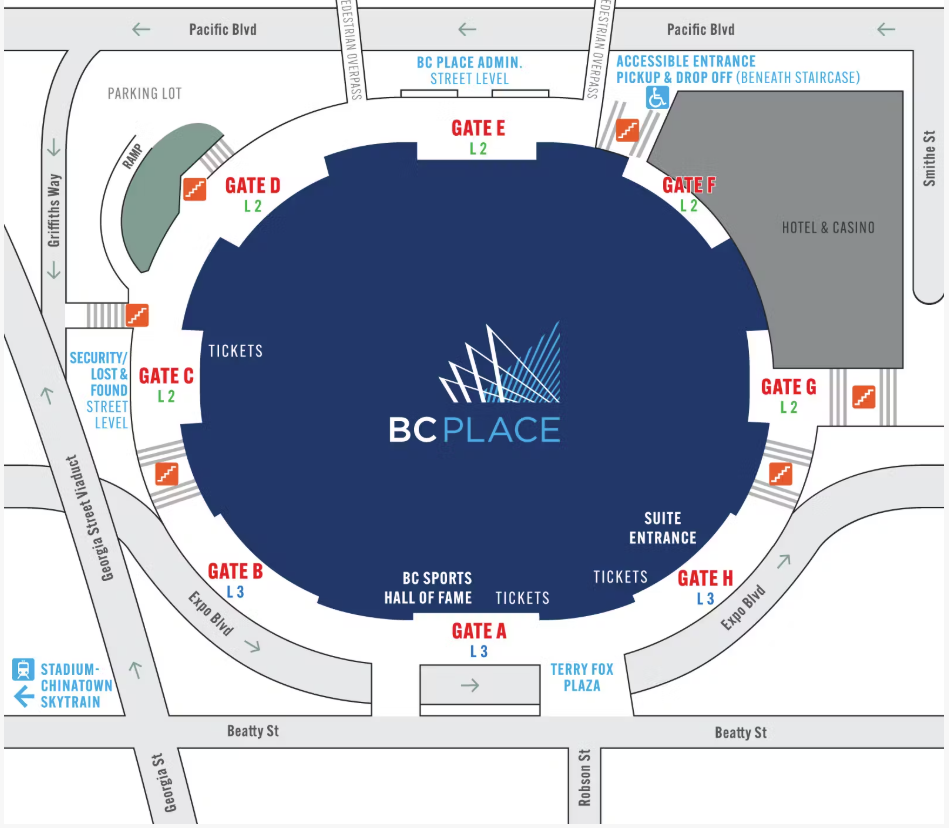 Pacific Blvd
Pacific Blvd
PEDESTRIAN OVERPASS
PEDESTRIAN OVERPASS
BC PLACE ADMIN.
STREET LEVEL
ACCESSIBLE ENTRANCE
PICKUP & DROP OFF (BENEATH STAIRCASE)
PARKING LOT
RAMP
GATE E
L 2
GATE D
L 2
GATE F
L 2
Griffiths Way
Smithe St
HOTEL & CASINO
TICKETS
SECURITY/
LOST &
FOUND
STREET
LEVEL
GATE C
L 2
BC PLACE
GATE G
L 2
Georgia Street Viaduct
SUITE
ENTRANCE
GATE B
L 3
BC SPORTS
HALL OF FAME
TICKETS
TICKETS
GATE H
L 3
Expo Blvd
Expo Blvd
GATE A
L 3
STADIUM-
CHINATOWN
SKYTRAIN
TERRY FOX
PLAZA
Beatty St
Beatty St
Georgia St
Robson St